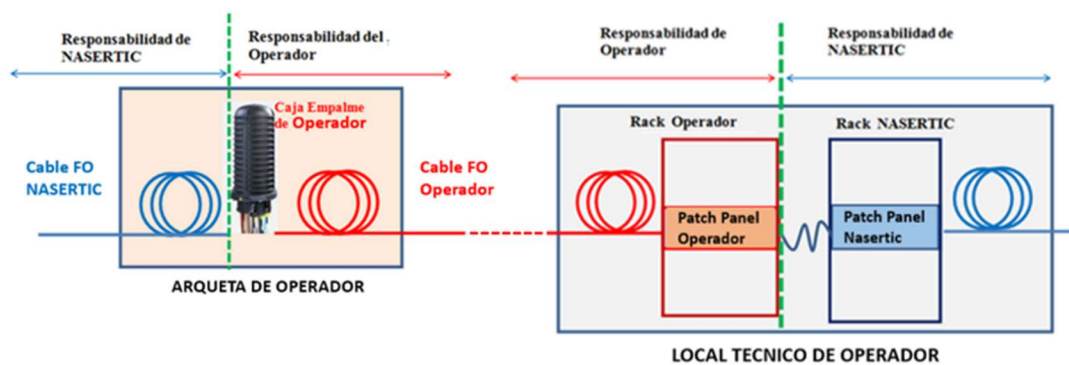 Responsabilidad de
NASERTIC
Responsabilidad del .
Operador
Caja Empalme
de Operador
Cable FO
NASERTIC
Cable FO
Operador
ARQUETA DE OPERADOR
Responsabilidad de
Operador
Responsabilidad de
NASERTIC
Rack Operador
Rack NASERTIC
Patch Panel
Operador
Patch Panel
Nasertic
LOCAL TECNICO DE OPERADOR